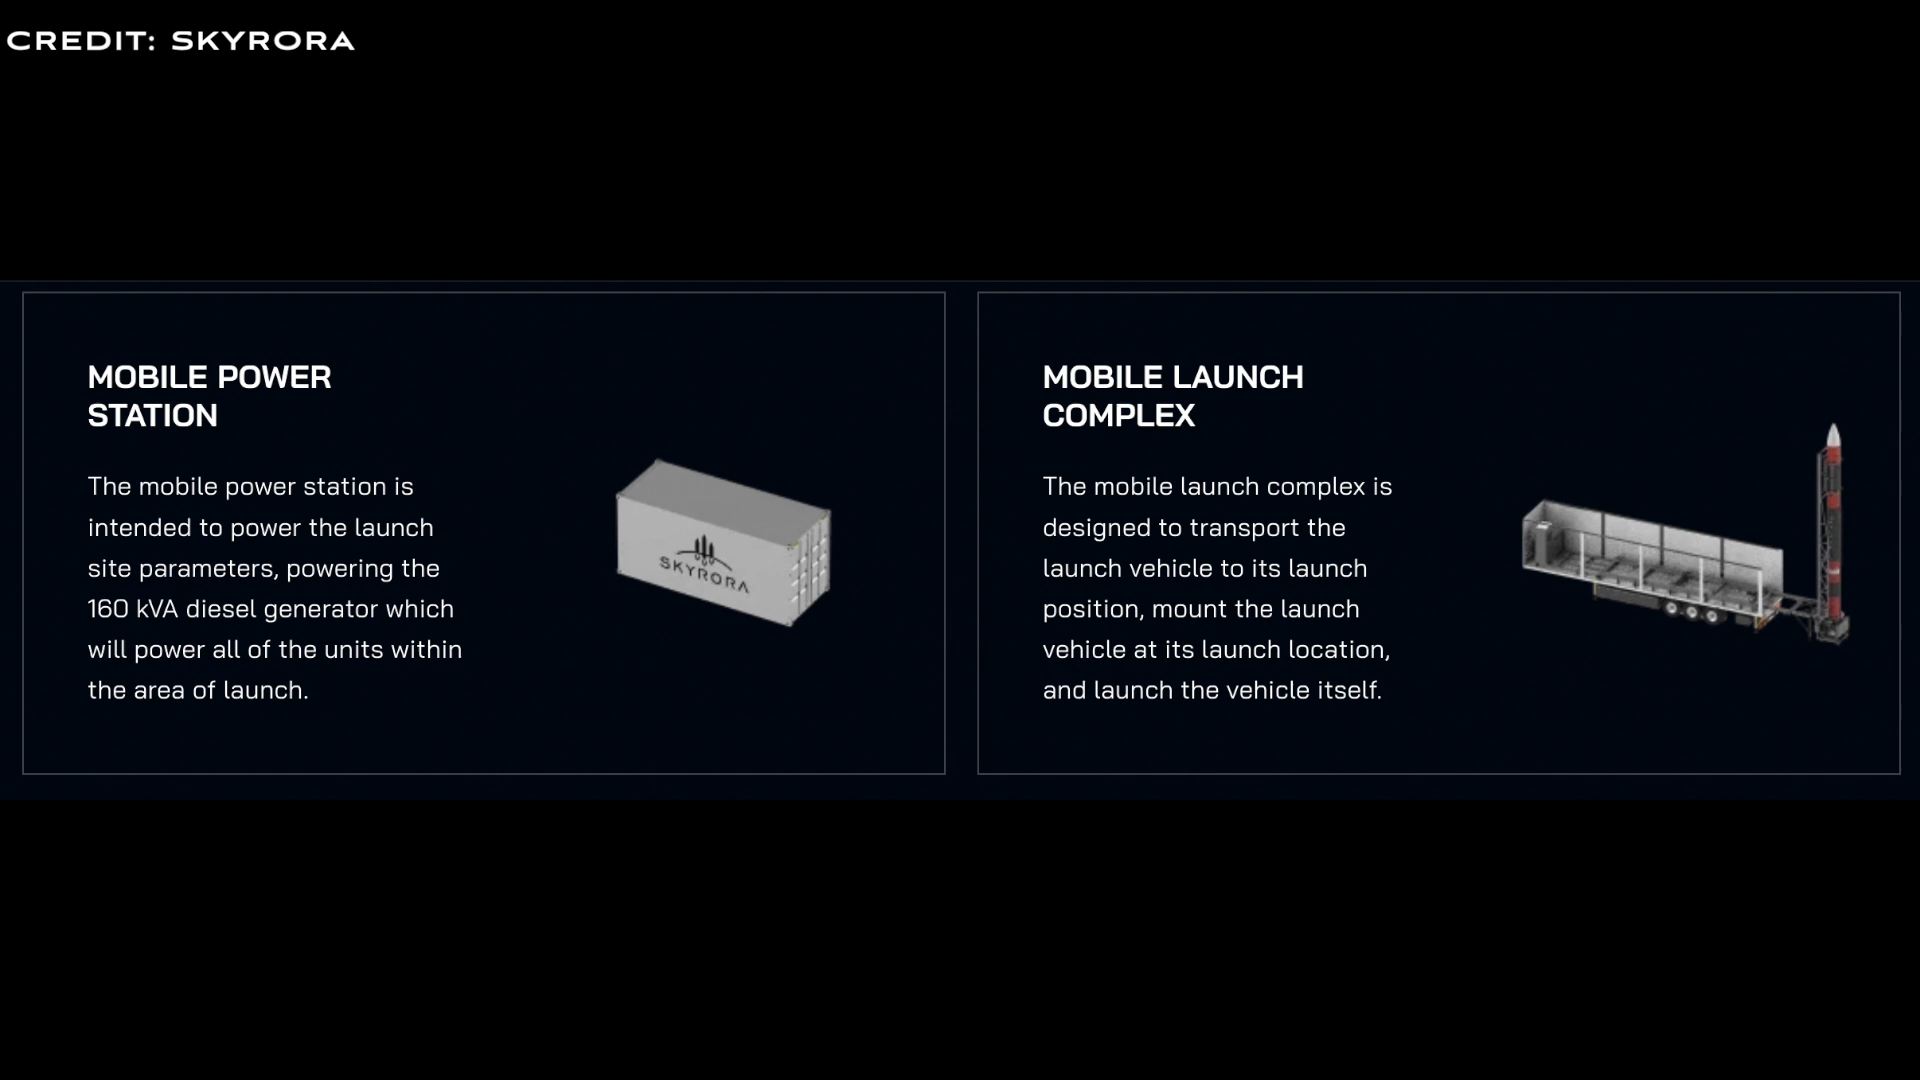 CREDIT: SKYRORA
MOBILE POWER
STATION
The mobile power station is
intended to power the launch
site parameters, powering the
160 kVA diesel generator which
will power all of the units within
the area of launch.
SKYRORA
MOBILE LAUNCH
COMPLEX
The mobile launch complex is
designed to transport the
launch vehicle to its launch
position, mount the launch
vehicle at its launch location,
and launch the vehicle itself.